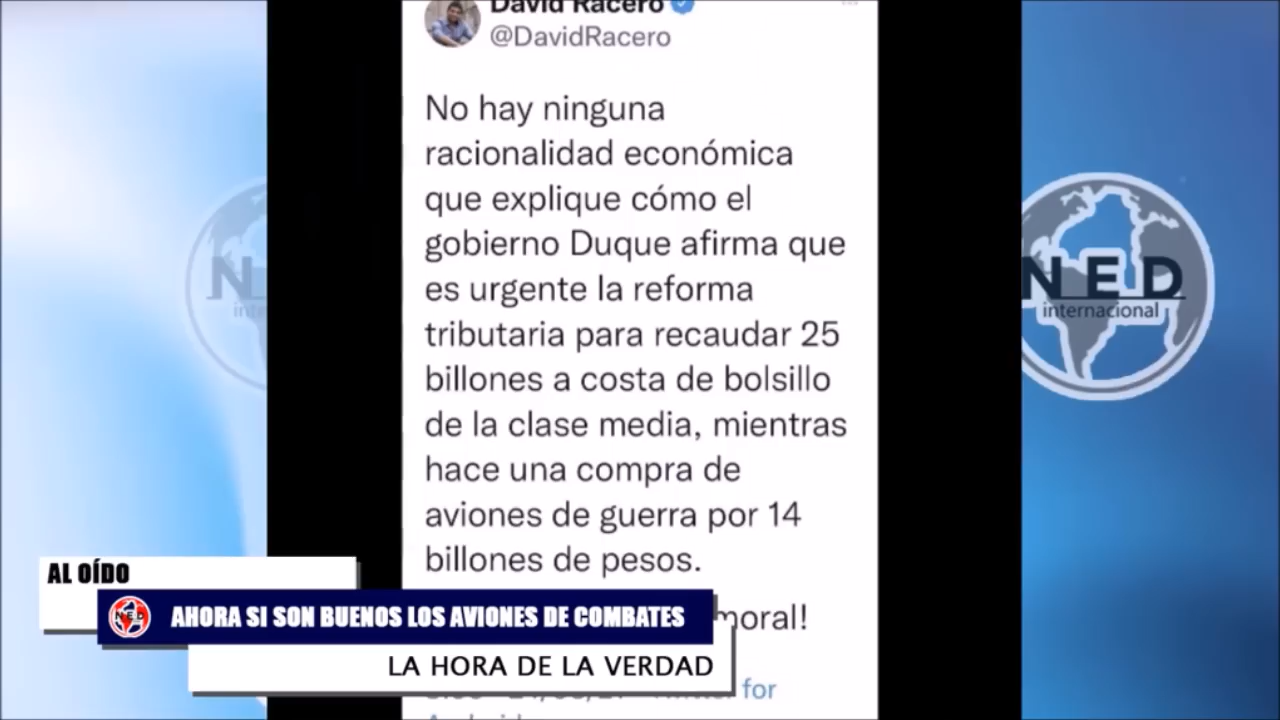 David Racero
@DavidRacero
No hay ninguna
racionalidad económica
que explique cómo el
gobierno Duque afirma que
es urgente la reforma
tributaria para recaudar 25
billones a costa de bolsillo
de la clase media, mientras
hace una compra de
aviones de guerra por 14
billones de pesos.
moral!
for
AL OÍDO
NED
AHORA SI SON BUENOS LOS AVIONES DE COMBATES
LA HORA DE LA VERDAD
N
int
NED
internacional